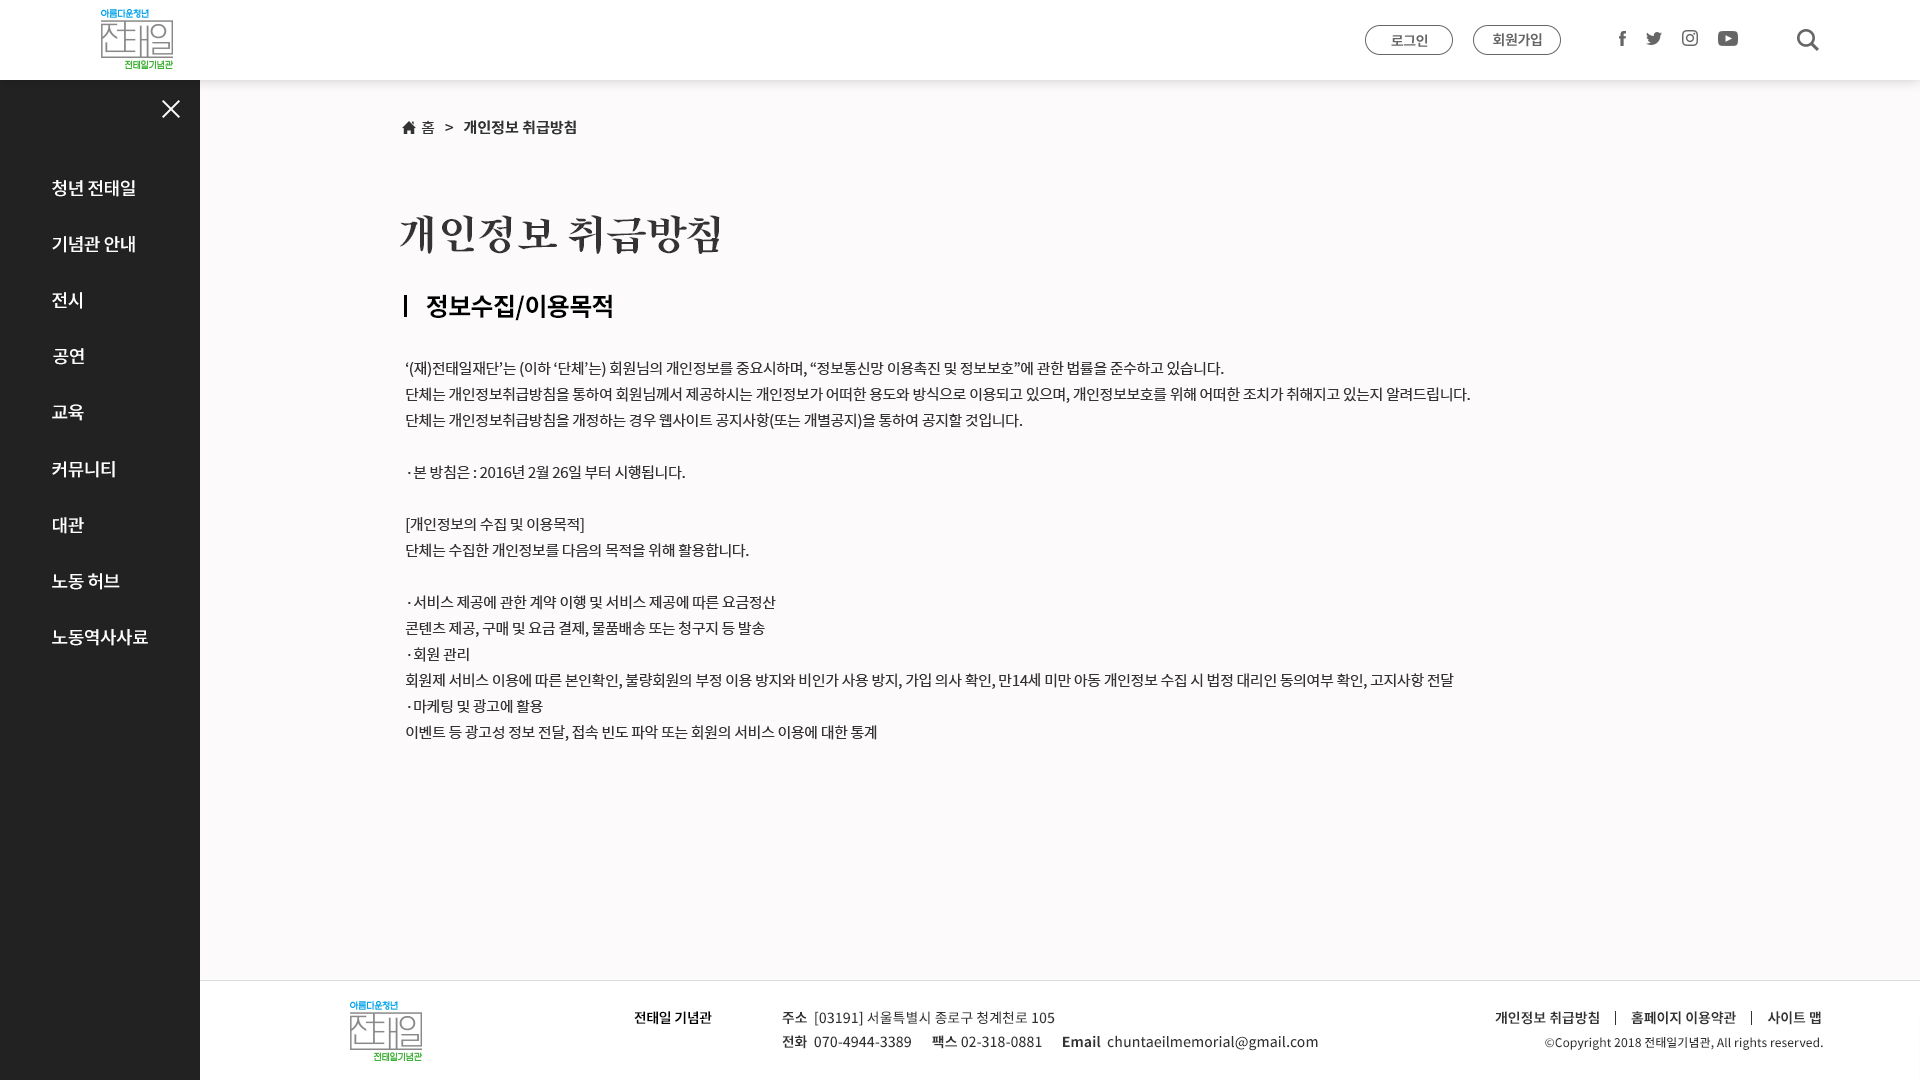 아름다운청년
전태일
전태일기념관
로그인
회원가입
홈 > 개인정보 취급방침
청년 전태일
기념관 안내
전시
공연
교육
커뮤니티
대관
노동 허브
노동역사사료
개인정보 취급방침
정보수집/이용목적
‘(재)전태일재단’는 (이하 ‘단체’는) 회원님의 개인정보를 중요시하며, “정보통신망 이용촉진 및 정보보호”에 관한 법률을 준수하고 있습니다.
단체는 개인정보취급방침을 통하여 회원님께서 제공하시는 개인정보가 어떠한 용도와 방식으로 이용되고 있으며, 개인정보보호를 위해 어떠한 조치가 취해지고 있는지 알려드립니다.
단체는 개인정보취급방침을 개정하는 경우 웹사이트 공지사항(또는 개별공지)을 통하여 공지할 것입니다.
· 본 방침은 : 2016년 2월 26일 부터 시행됩니다.
[개인정보의 수집 및 이용목적]
단체는 수집한 개인정보를 다음의 목적을 위해 활용합니다.
· 서비스 제공에 관한 계약 이행 및 서비스 제공에 따른 요금정산
콘텐츠 제공, 구매 및 요금 결제, 물품배송 또는 청구지 등 발송
· 회원 관리
회원제 서비스 이용에 따른 본인확인, 불량회원의 부정 이용 방지와 비인가 사용 방지, 가입 의사 확인, 만14세 미만 아동 개인정보 수집 시 법정 대리인 동의여부 확인, 고지사항 전달
· 마케팅 및 광고에 활용
이벤트 등 광고성 정보 전달, 접속 빈도 파악 또는 회원의 서비스 이용에 대한 통계
아름다운청년
전태일
전태일기념관
전태일 기념관
주소 [03191] 서울특별시 종로구 청계천로 105
전화 070-4944-3389 팩스 02-318-0881 Email chuntaeilmemorial@gmail.com
개인정보 취급방침 | 홈페이지 이용약관 | 사이트 맵
©Copyright 2018 전태일기념관, All rights reserved.